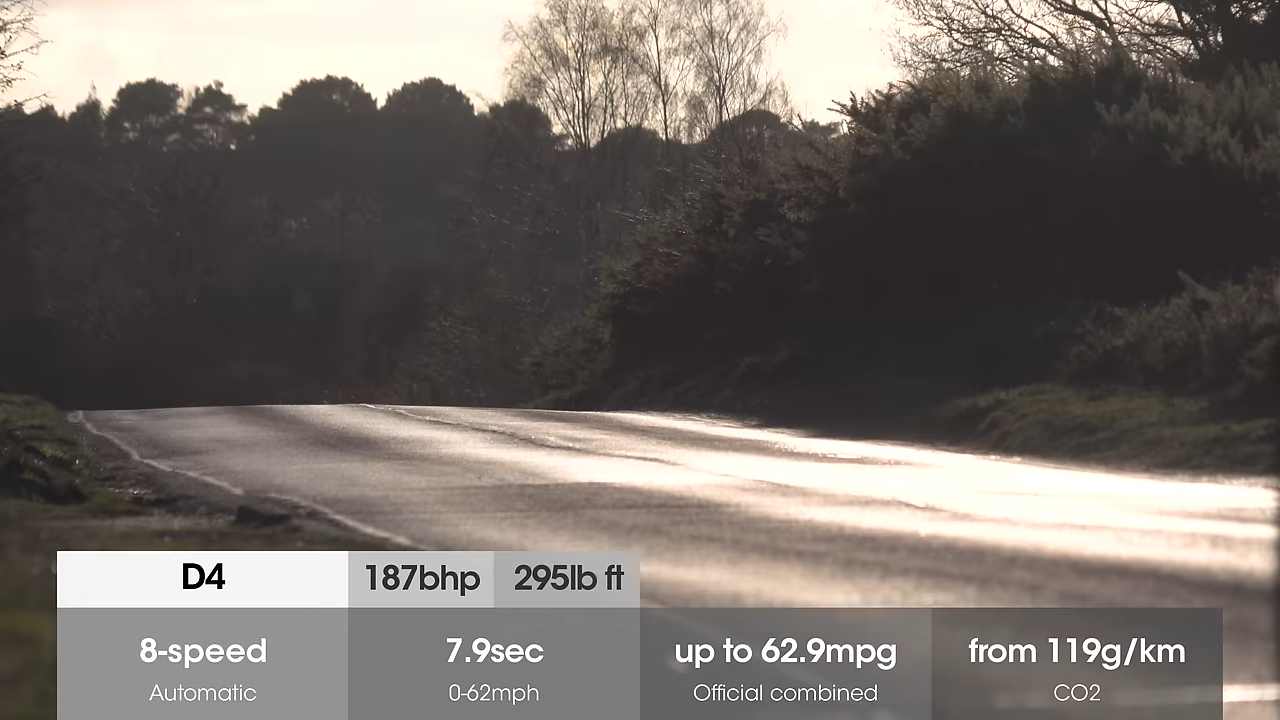 D4 187bhp 295lb ft
8-speed 7.9sec up to 62.9mpg from 119g/km
Automatic 0-62mph Official combined CO2